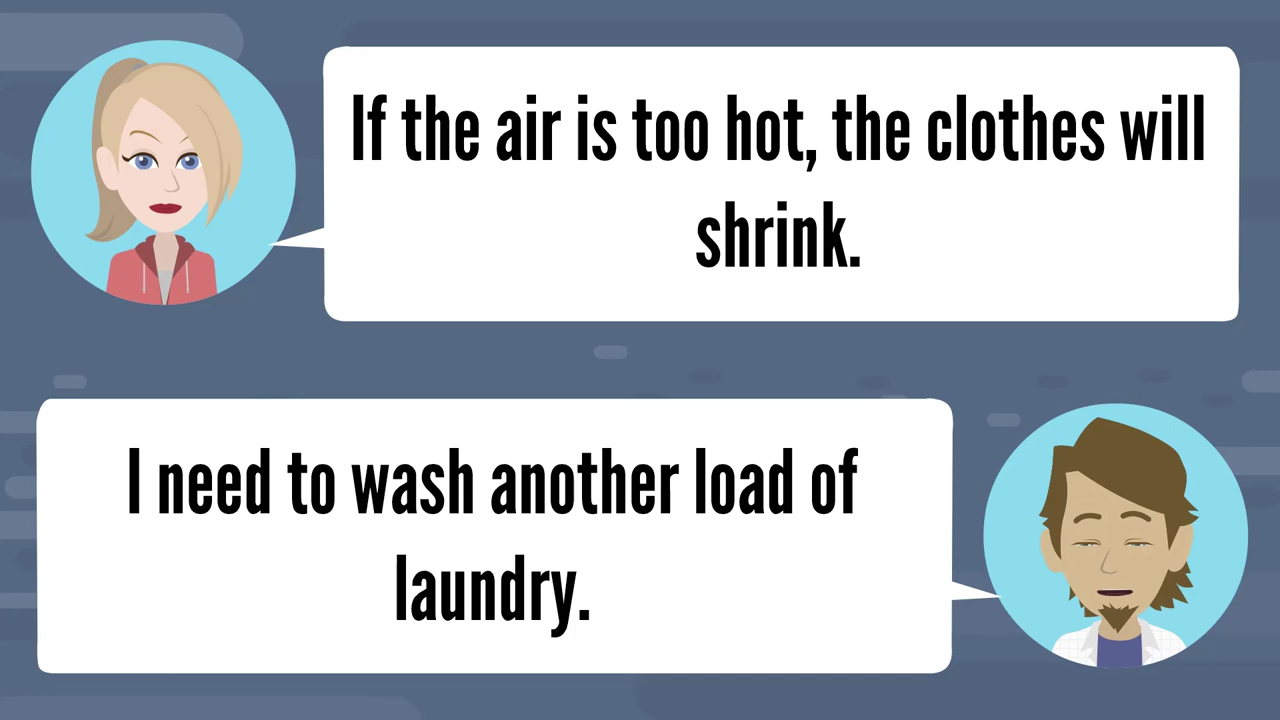 If the air is too hot, the clothes will
shrink.
I need to wash another load of
laundry.